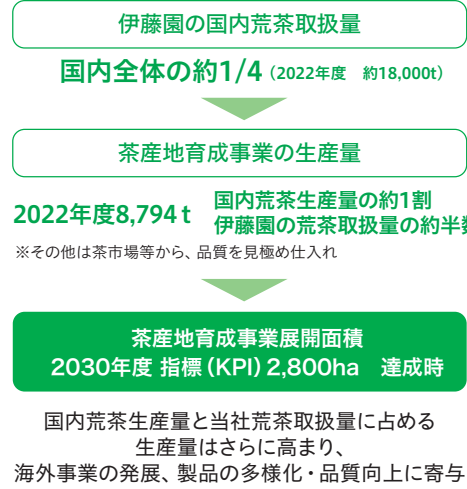 伊藤園の国内荒茶取扱量
国内全体の約1/4（2022年度　約18,000t）
茶産地育成事業の生産量
2022年度8,794 t
国内荒茶生産量の約1割
伊藤園の荒茶取扱量の約半数
※その他は茶市場等から、品質を見極め仕入れ
茶産地育成事業展開面積
2030年度 指標（KPI）2,800ha　達成時
国内荒茶生産量と当社荒茶取扱量に占める
生産量はさらに高まり、
海外事業の発展、製品の多様化・品質向上に寄与